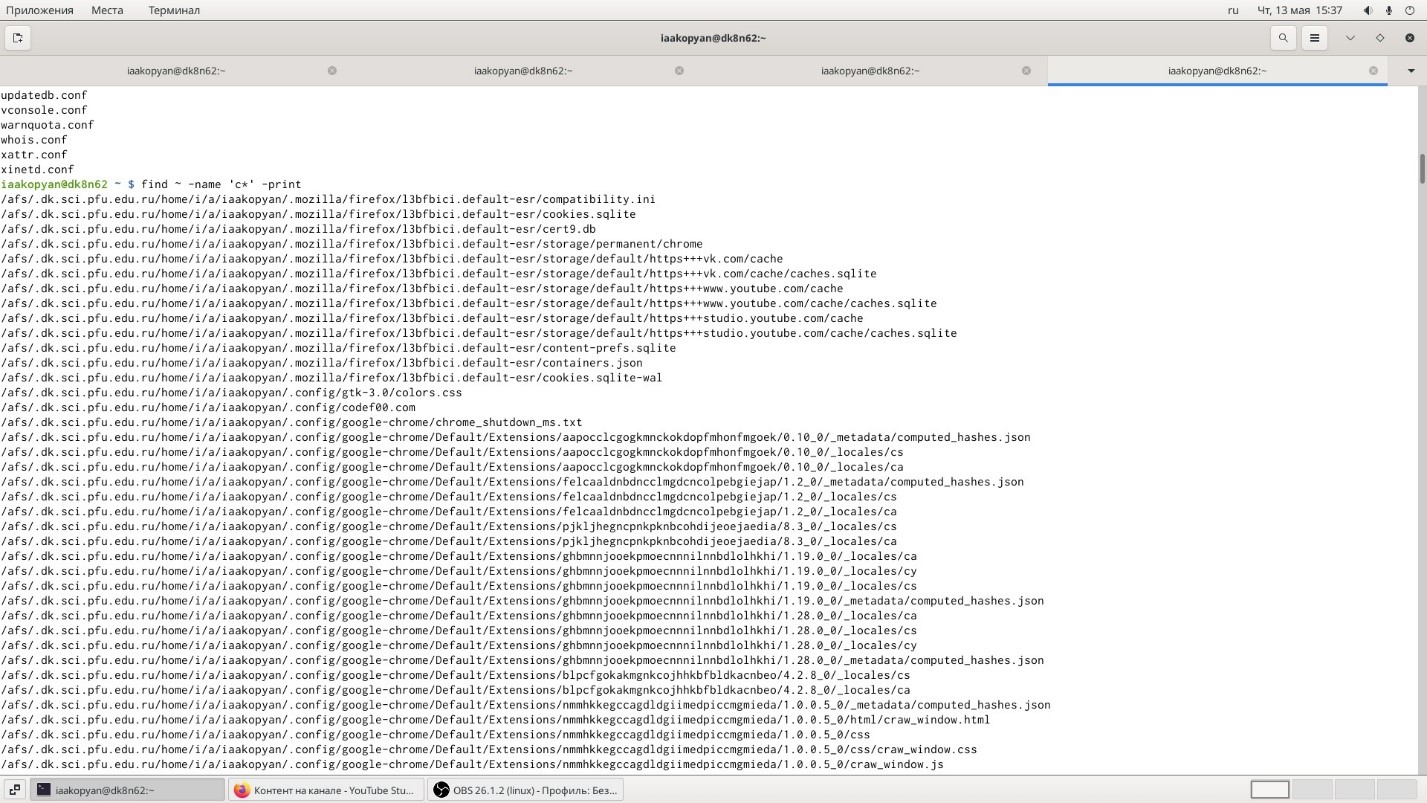 Приложения Места Терминал ru Чт, 13 мая 15:37
iaakopyan@dk8n62:~
iaakopyan@dk8n62:~ iaakopyan@dk8n62:~ iaakopyan@dk8n62:~ iaakopyan@dk8n62:~
updatedb.conf
vconsole.conf
warnquota.conf
whois.conf
xattr.conf
xinetd.conf
iaakopyan@dk8n62 ~ $ find ~ -name 'c*' -print
/afs/.dk.sci.pfu.edu.ru/home/i/a/iaakopyan/.mozilla/firefox/l3bfbici.default-esr/compatibility.ini
/afs/.dk.sci.pfu.edu.ru/home/i/a/iaakopyan/.mozilla/firefox/l3bfbici.default-esr/cookies.sqlite
/afs/.dk.sci.pfu.edu.ru/home/i/a/iaakopyan/.mozilla/firefox/l3bfbici.default-esr/cert9.db
/afs/.dk.sci.pfu.edu.ru/home/i/a/iaakopyan/.mozilla/firefox/l3bfbici.default-esr/storage/permanent/chrome
/afs/.dk.sci.pfu.edu.ru/home/i/a/iaakopyan/.mozilla/firefox/l3bfbici.default-esr/storage/default/https+++vk.com/cache
/afs/.dk.sci.pfu.edu.ru/home/i/a/iaakopyan/.mozilla/firefox/l3bfbici.default-esr/storage/default/https+++vk.com/cache/caches.sqlite
/afs/.dk.sci.pfu.edu.ru/home/i/a/iaakopyan/.mozilla/firefox/l3bfbici.default-esr/storage/default/https+++www.youtube.com/cache
/afs/.dk.sci.pfu.edu.ru/home/i/a/iaakopyan/.mozilla/firefox/l3bfbici.default-esr/storage/default/https+++www.youtube.com/cache/caches.sqlite
/afs/.dk.sci.pfu.edu.ru/home/i/a/iaakopyan/.mozilla/firefox/l3bfbici.default-esr/storage/default/https+++studio.youtube.com/cache
/afs/.dk.sci.pfu.edu.ru/home/i/a/iaakopyan/.mozilla/firefox/l3bfbici.default-esr/storage/default/https+++studio.youtube.com/cache/caches.sqlite
/afs/.dk.sci.pfu.edu.ru/home/i/a/iaakopyan/.mozilla/firefox/l3bfbici.default-esr/content-prefs.sqlite
/afs/.dk.sci.pfu.edu.ru/home/i/a/iaakopyan/.mozilla/firefox/l3bfbici.default-esr/containers.json
/afs/.dk.sci.pfu.edu.ru/home/i/a/iaakopyan/.mozilla/firefox/l3bfbici.default-esr/cookies.sqlite-wal
/afs/.dk.sci.pfu.edu.ru/home/i/a/iaakopyan/.config/gtk-3.0/colors.css
/afs/.dk.sci.pfu.edu.ru/home/i/a/iaakopyan/.config/codef00.com
/afs/.dk.sci.pfu.edu.ru/home/i/a/iaakopyan/.config/google-chrome/chrome_shutdown_ms.txt
/afs/.dk.sci.pfu.edu.ru/home/i/a/iaakopyan/.config/google-chrome/Default/Extensions/aapocclcgogkmnckokdopfmhonfmgoek/0.10_0/_metadata/computed_hashes.json
/afs/.dk.sci.pfu.edu.ru/home/i/a/iaakopyan/.config/google-chrome/Default/Extensions/aapocclcgogkmnckokdopfmhonfmgoek/0.10_0/_locales/cs
/afs/.dk.sci.pfu.edu.ru/home/i/a/iaakopyan/.config/google-chrome/Default/Extensions/aapocclcgogkmnckokdopfmhonfmgoek/0.10_0/_locales/ca
/afs/.dk.sci.pfu.edu.ru/home/i/a/iaakopyan/.config/google-chrome/Default/Extensions/felcaaldnbdncclmgdcncolpebgiejap/1.2_0/_metadata/computed_hashes.json
/afs/.dk.sci.pfu.edu.ru/home/i/a/iaakopyan/.config/google-chrome/Default/Extensions/felcaaldnbdncclmgdcncolpebgiejap/1.2_0/_locales/cs
/afs/.dk.sci.pfu.edu.ru/home/i/a/iaakopyan/.config/google-chrome/Default/Extensions/felcaaldnbdncclmgdcncolpebgiejap/1.2_0/_locales/ca
/afs/.dk.sci.pfu.edu.ru/home/i/a/iaakopyan/.config/google-chrome/Default/Extensions/pjkljhegncpnkpknbcohdijeoejaedia/8.3_0/_locales/cs
/afs/.dk.sci.pfu.edu.ru/home/i/a/iaakopyan/.config/google-chrome/Default/Extensions/pjkljhegncpnkpknbcohdijeoejaedia/8.3_0/_locales/ca
/afs/.dk.sci.pfu.edu.ru/home/i/a/iaakopyan/.config/google-chrome/Default/Extensions/ghbmnnjooekpmoecnnnilnnbdlolhkhi/1.19.0_0/_locales/ca
/afs/.dk.sci.pfu.edu.ru/home/i/a/iaakopyan/.config/google-chrome/Default/Extensions/ghbmnnjooekpmoecnnnilnnbdlolhkhi/1.19.0_0/_locales/cy
/afs/.dk.sci.pfu.edu.ru/home/i/a/iaakopyan/.config/google-chrome/Default/Extensions/ghbmnnjooekpmoecnnnilnnbdlolhkhi/1.19.0_0/_locales/cs
/afs/.dk.sci.pfu.edu.ru/home/i/a/iaakopyan/.config/google-chrome/Default/Extensions/ghbmnnjooekpmoecnnnilnnbdlolhkhi/1.19.0_0/_metadata/computed_hashes.json
/afs/.dk.sci.pfu.edu.ru/home/i/a/iaakopyan/.config/google-chrome/Default/Extensions/ghbmnnjooekpmoecnnnilnnbdlolhkhi/1.28.0_0/_locales/ca
/afs/.dk.sci.pfu.edu.ru/home/i/a/iaakopyan/.config/google-chrome/Default/Extensions/ghbmnnjooekpmoecnnnilnnbdlolhkhi/1.28.0_0/_locales/cs
/afs/.dk.sci.pfu.edu.ru/home/i/a/iaakopyan/.config/google-chrome/Default/Extensions/ghbmnnjooekpmoecnnnilnnbdlolhkhi/1.28.0_0/_locales/cy
/afs/.dk.sci.pfu.edu.ru/home/i/a/iaakopyan/.config/google-chrome/Default/Extensions/ghbmnnjooekpmoecnnnilnnbdlolhkhi/1.28.0_0/_metadata/computed_hashes.json
/afs/.dk.sci.pfu.edu.ru/home/i/a/iaakopyan/.config/google-chrome/Default/Extensions/blpcfgokakmgnkcojhhkbfbldkacnbeo/4.2.8_0/_locales/cs
/afs/.dk.sci.pfu.edu.ru/home/i/a/iaakopyan/.config/google-chrome/Default/Extensions/blpcfgokakmgnkcojhhkbfbldkacnbeo/4.2.8_0/_locales/ca
/afs/.dk.sci.pfu.edu.ru/home/i/a/iaakopyan/.config/google-chrome/Default/Extensions/nmmhkkegccagdldgiimedpiccmgmieda/1.0.0.5_0/_metadata/computed_hashes.json
/afs/.dk.sci.pfu.edu.ru/home/i/a/iaakopyan/.config/google-chrome/Default/Extensions/nmmhkkegccagdldgiimedpiccmgmieda/1.0.0.5_0/html/craw_window.html
/afs/.dk.sci.pfu.edu.ru/home/i/a/iaakopyan/.config/google-chrome/Default/Extensions/nmmhkkegccagdldgiimedpiccmgmieda/1.0.0.5_0/css
/afs/.dk.sci.pfu.edu.ru/home/i/a/iaakopyan/.config/google-chrome/Default/Extensions/nmmhkkegccagdldgiimedpiccmgmieda/1.0.0.5_0/css/craw_window.css
/afs/.dk.sci.pfu.edu.ru/home/i/a/iaakopyan/.config/google-chrome/Default/Extensions/nmmhkkegccagdldgiimedpiccmgmieda/1.0.0.5_0/craw_window.js
iaakopyan@dk8n62:~ Контент на канале - YouTube Stu... OBS 26.1.2 (linux) - Профиль: Без...